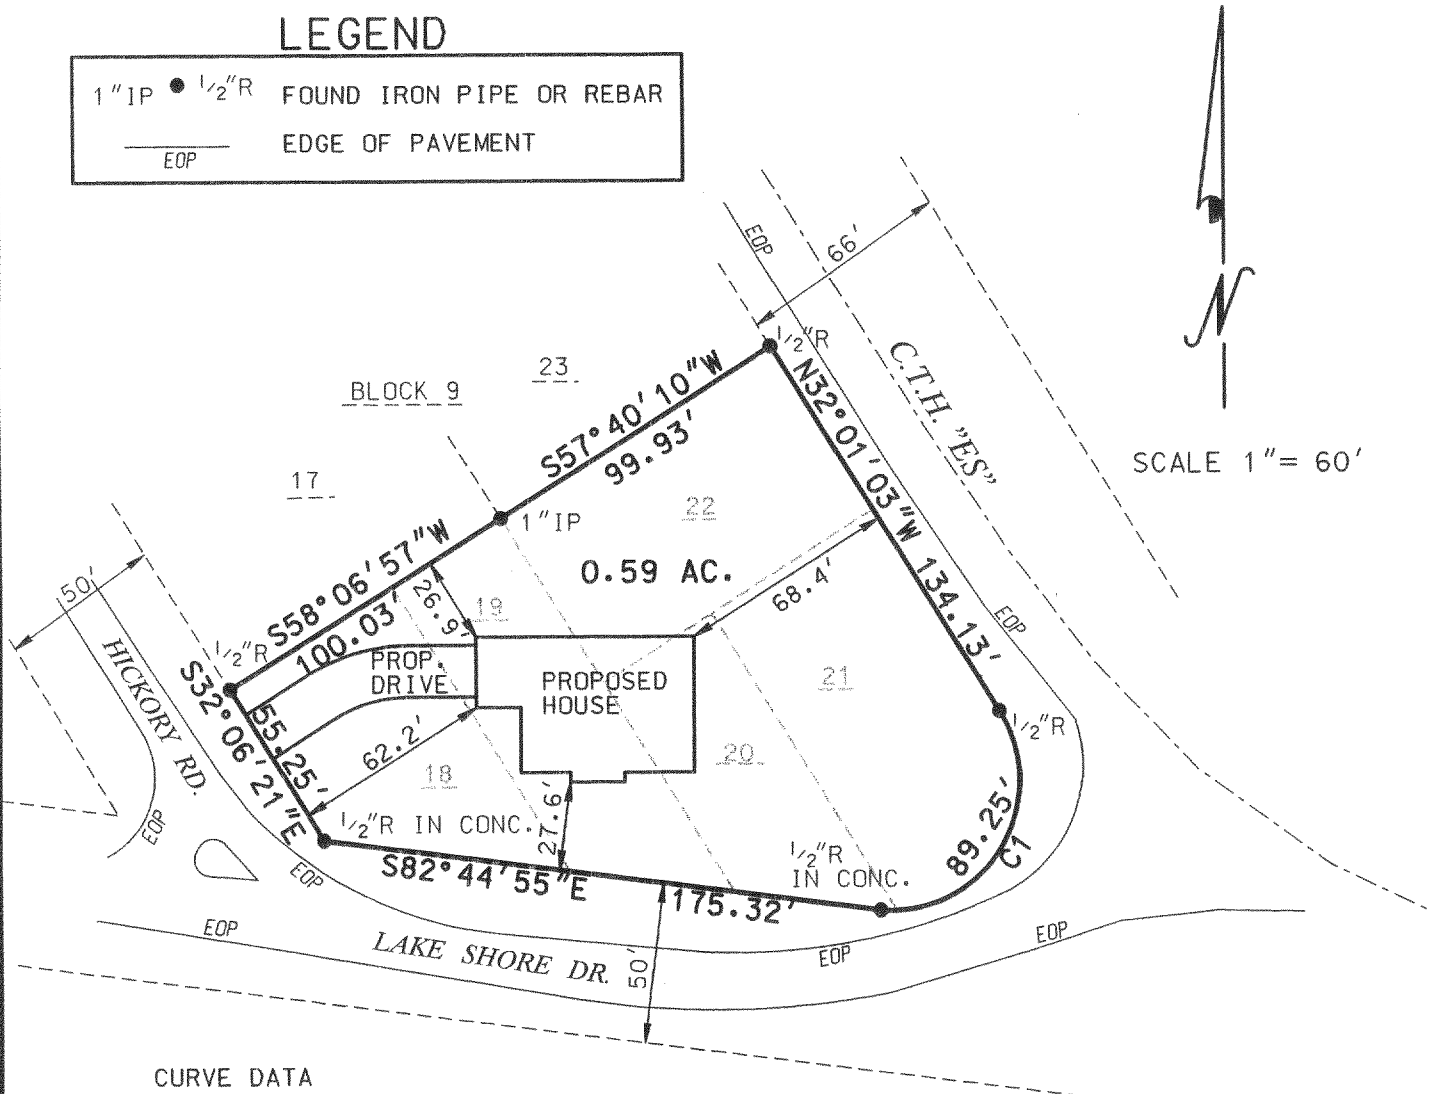 LEGEND
1"IP ● 1/2"R FOUND IRON PIPE OR REBAR
EOP EDGE OF PAVEMENT
EOP
66'
1/2"R
23
BLOCK 9
S57°40'10"W
99.93'
N32°01'03"W 134.13'
C.T.H. "ES"
SCALE 1"= 60'
N
17
1"IP
22
0.59 AC.
S58°06'57"W
100.03'
26.9'
19
68.4'
50'
HICKORY RD.
1/2"R
S32°06'21"E
55.25'
PROP.
DRIVE
PROPOSED
HOUSE
21
EOP
1/2"R
62.2'
18
20
27.6'
1/2"R IN CONC.
1/2"R
IN CONC.
89.25'
C1
EOP
EOP
S82°44'55"E
175.32'
EOP
LAKE SHORE DR.
50'
EOP
EOP
CURVE DATA